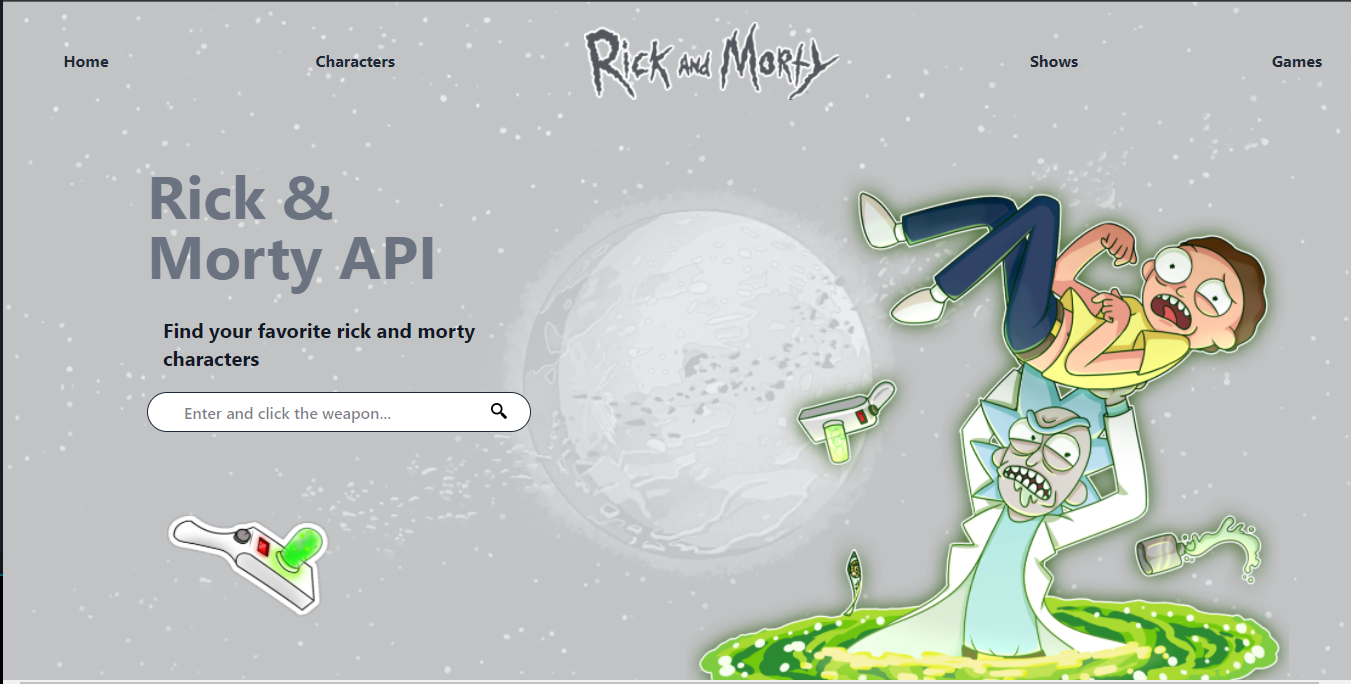 Home
Characters
Rick and Morty
Shows
Games
Rick &
Morty API
Find your favorite rick and morty
characters
Enter and click the weapon...